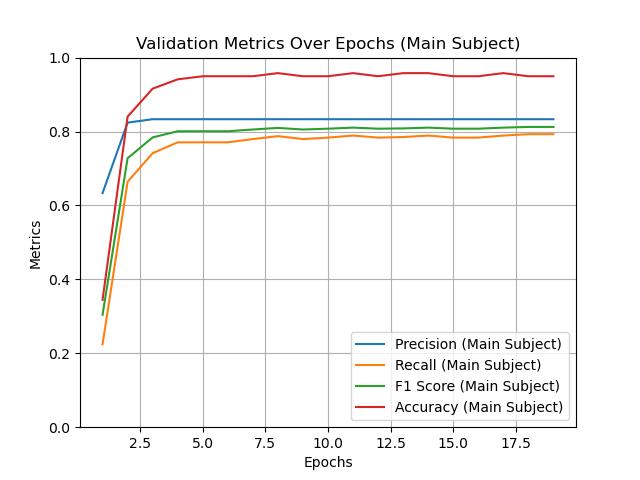 Validation Metrics Over Epochs (Main Subject)
1.0
0.8
0.6
0.4
0.2
0.0
Metrics
Precision (Main Subject)
Recall (Main Subject)
F1 Score (Main Subject)
Accuracy (Main Subject)
2.5 5.0 7.5 10.0 12.5 15.0 17.5
Epochs